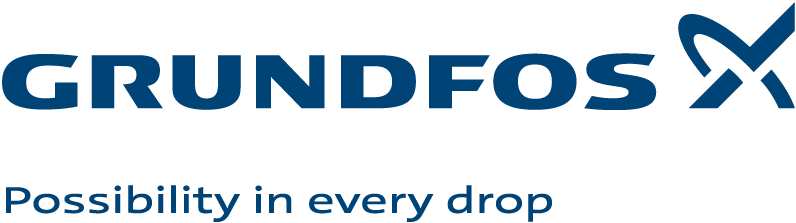 GRUNDFOS
Possibility in every drop